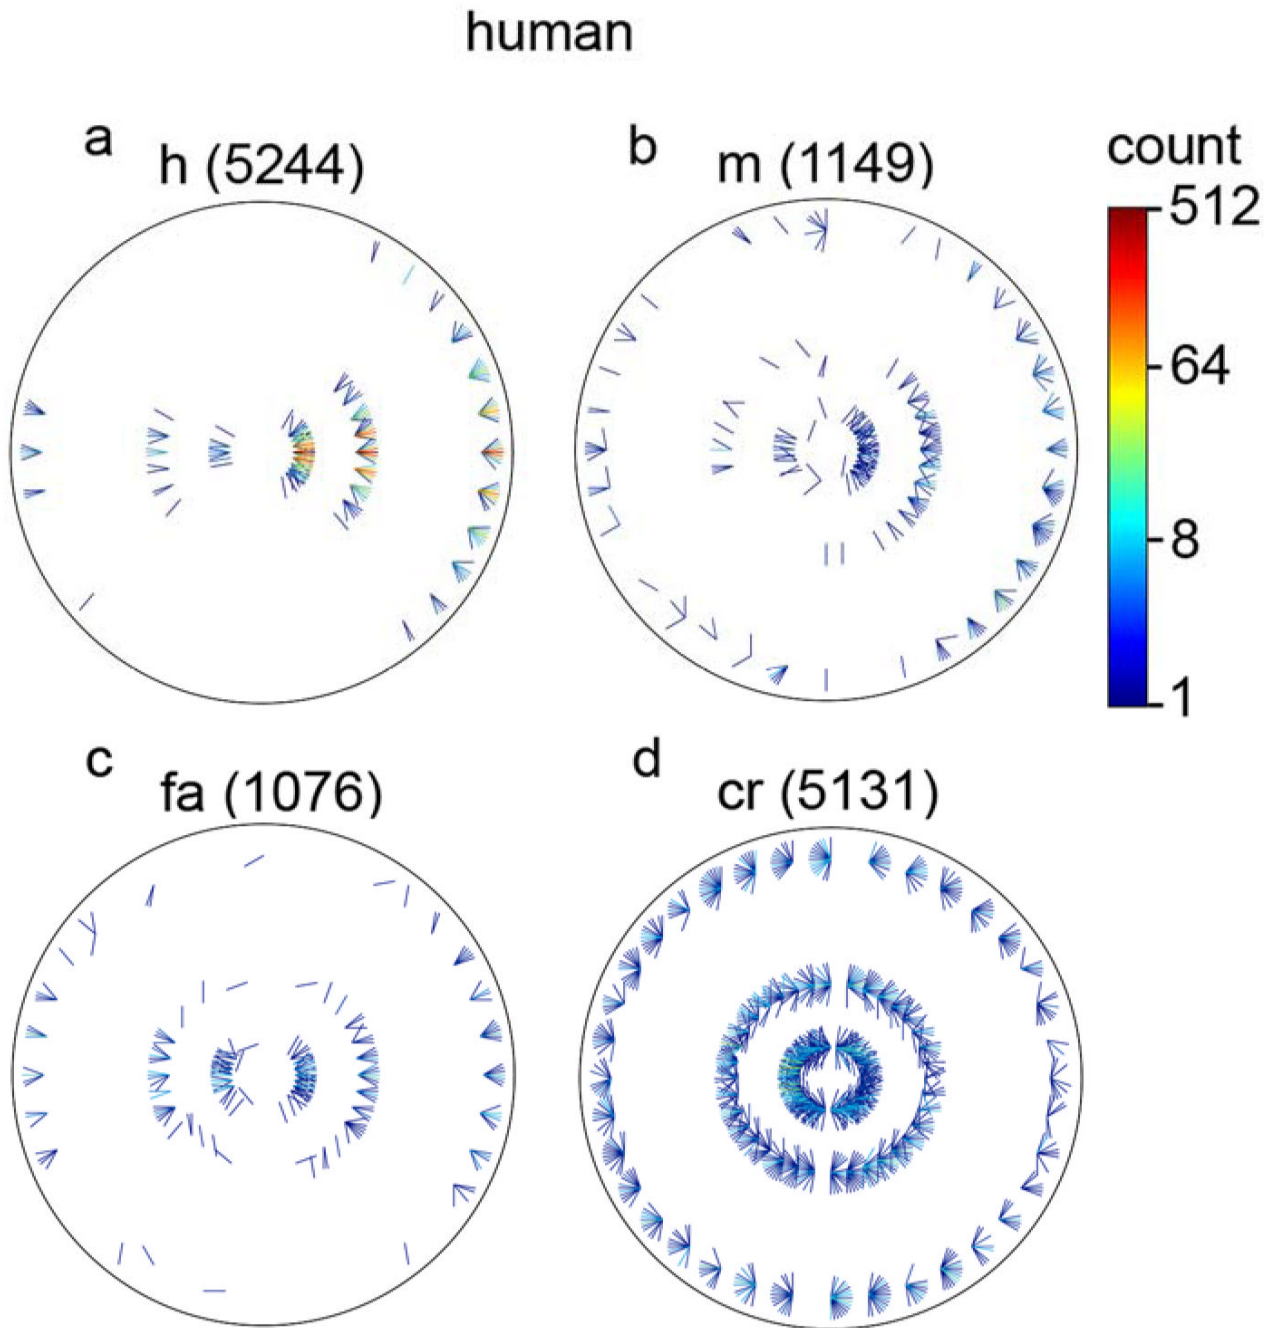 human
a
h (5244)
b
m (1149)
count
512
64
8
1
c
fa (1076)
d
cr (5131)